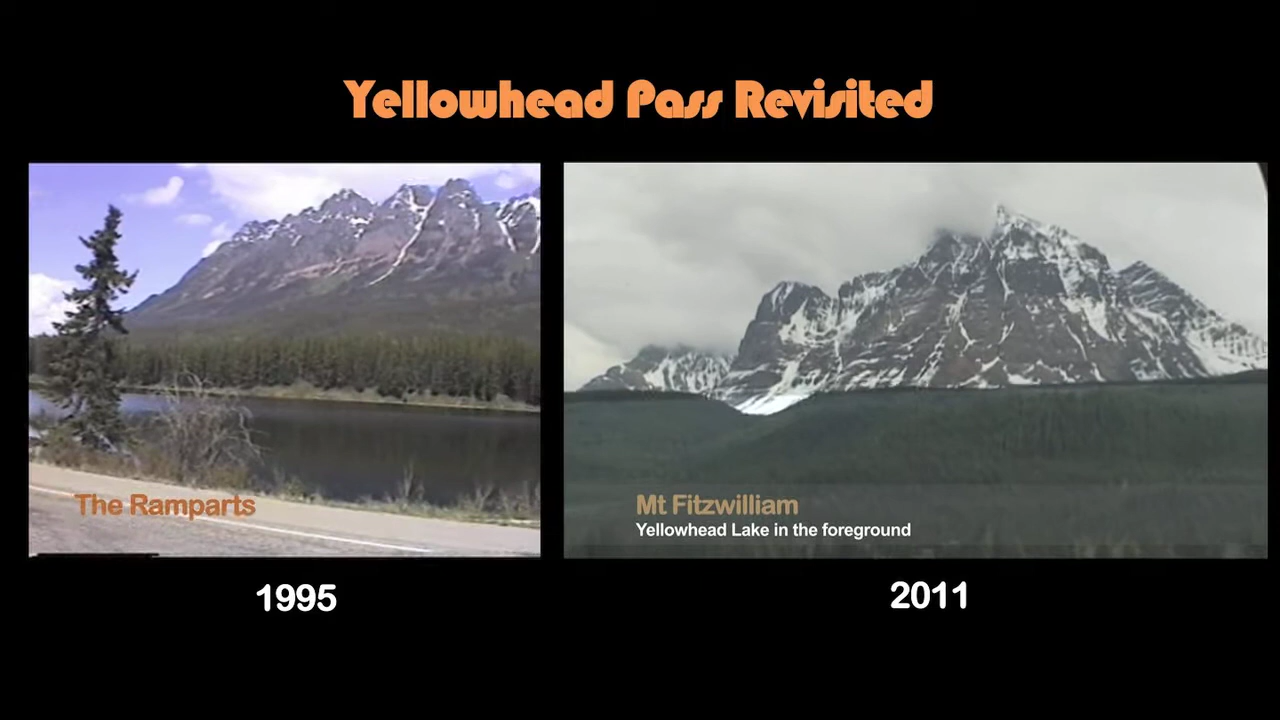 Yellowhead Pass Revisited
The Ramparts
Mt Fitzwilliam
Yellowhead Lake in the foreground
1995
2011